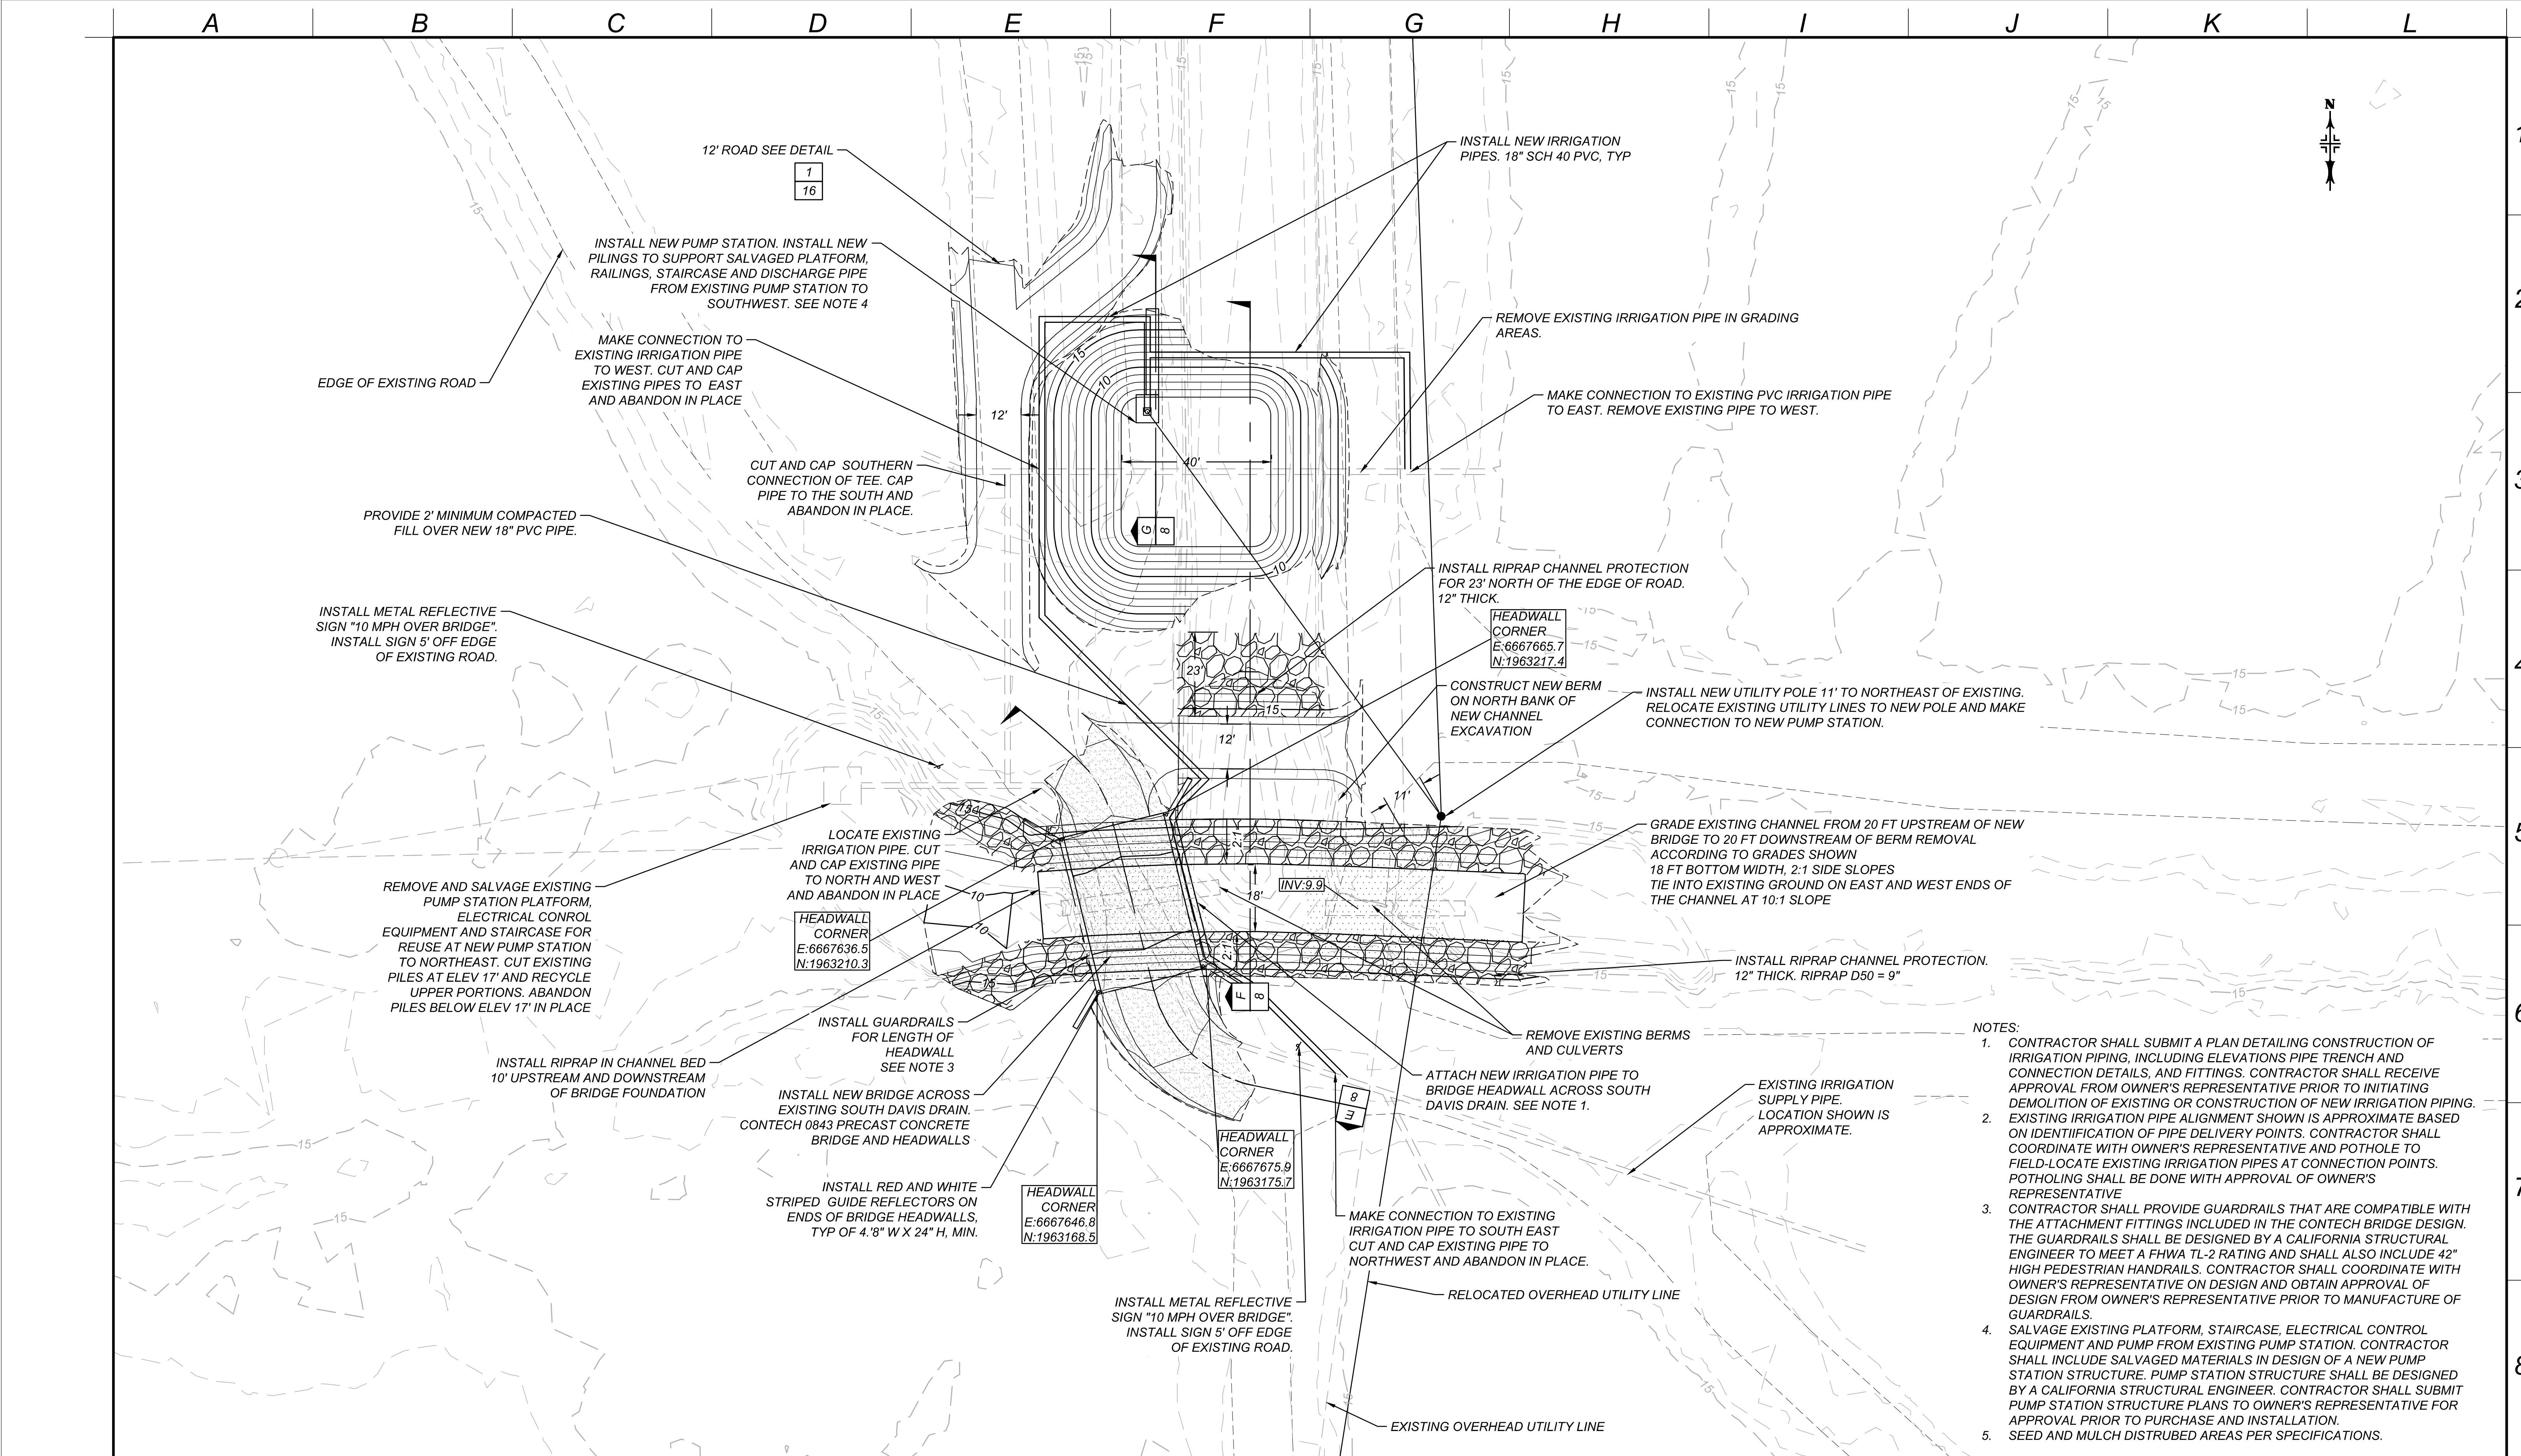 A B C D E F G H I J K L
N
1
2
3
4
5
6
7
8
12' ROAD SEE DETAIL
1
16
INSTALL NEW PUMP STATION. INSTALL NEW
PILINGS TO SUPPORT SALVAGED PLATFORM,
RAILINGS, STAIRCASE AND DISCHARGE PIPE
FROM EXISTING PUMP STATION TO
SOUTHWEST. SEE NOTE 4
MAKE CONNECTION TO
EXISTING IRRIGATION PIPE
TO WEST. CUT AND CAP
EXISTING PIPES TO EAST
AND ABANDON IN PLACE
EDGE OF EXISTING ROAD
CUT AND CAP SOUTHERN
CONNECTION OF TEE. CAP
PIPE TO THE SOUTH AND
ABANDON IN PLACE.
PROVIDE 2' MINIMUM COMPACTED
FILL OVER NEW 18" PVC PIPE.
INSTALL METAL REFLECTIVE
SIGN "10 MPH OVER BRIDGE".
INSTALL SIGN 5' OFF EDGE
OF EXISTING ROAD.
LOCATE EXISTING
IRRIGATION PIPE. CUT
AND CAP EXISTING PIPE
TO NORTH AND WEST
AND ABANDON IN PLACE
REMOVE AND SALVAGE EXISTING
PUMP STATION PLATFORM,
ELECTRICAL CONROL
EQUIPMENT AND STAIRCASE FOR
REUSE AT NEW PUMP STATION
TO NORTHEAST. CUT EXISTING
PILES AT ELEV 17' AND RECYCLE
UPPER PORTIONS. ABANDON
PILES BELOW ELEV 17' IN PLACE
HEADWALL
CORNER
E:6667636.5
N:1963210.3
INSTALL GUARDRAILS
FOR LENGTH OF
HEADWALL
SEE NOTE 3
INSTALL RIPRAP IN CHANNEL BED
10' UPSTREAM AND DOWNSTREAM
OF BRIDGE FOUNDATION
INSTALL NEW BRIDGE ACROSS
EXISTING SOUTH DAVIS DRAIN.
CONTECH 0843 PRECAST CONCRETE
BRIDGE AND HEADWALLS
INSTALL RED AND WHITE
STRIPED GUIDE REFLECTORS ON
ENDS OF BRIDGE HEADWALLS,
TYP OF 4.'8" W X 24" H, MIN.
HEADWALL
CORNER
E:6667646.8
N:1963168.5
12'
40'
15
10
10
G
8
23'
15
12'
11'
2:1
18'
INV:9.9
2:1
15
10
10
15
F
8
E
8
INSTALL NEW IRRIGATION
PIPES. 18" SCH 40 PVC, TYP
REMOVE EXISTING IRRIGATION PIPE IN GRADING
AREAS.
MAKE CONNECTION TO EXISTING PVC IRRIGATION PIPE
TO EAST. REMOVE EXISTING PIPE TO WEST.
INSTALL RIPRAP CHANNEL PROTECTION
FOR 23' NORTH OF THE EDGE OF ROAD.
12" THICK.
HEADWALL
CORNER
E:6667665.7
N:1963217.4
CONSTRUCT NEW BERM
ON NORTH BANK OF
NEW CHANNEL
EXCAVATION
INSTALL NEW UTILITY POLE 11' TO NORTHEAST OF EXISTING.
RELOCATE EXISTING UTILITY LINES TO NEW POLE AND MAKE
CONNECTION TO NEW PUMP STATION.
GRADE EXISTING CHANNEL FROM 20 FT UPSTREAM OF NEW
BRIDGE TO 20 FT DOWNSTREAM OF BERM REMOVAL
ACCORDING TO GRADES SHOWN
18 FT BOTTOM WIDTH, 2:1 SIDE SLOPES
TIE INTO EXISTING GROUND ON EAST AND WEST ENDS OF
THE CHANNEL AT 10:1 SLOPE
INSTALL RIPRAP CHANNEL PROTECTION.
12" THICK. RIPRAP D50 = 9"
REMOVE EXISTING BERMS
AND CULVERTS
ATTACH NEW IRRIGATION PIPE TO
BRIDGE HEADWALL ACROSS SOUTH
DAVIS DRAIN. SEE NOTE 1.
EXISTING IRRIGATION
SUPPLY PIPE.
LOCATION SHOWN IS
APPROXIMATE.
HEADWALL
CORNER
E:6667675.9
N:1963175.7
MAKE CONNECTION TO EXISTING
IRRIGATION PIPE TO SOUTH EAST
CUT AND CAP EXISTING PIPE TO
NORTHWEST AND ABANDON IN PLACE.
INSTALL METAL REFLECTIVE
SIGN "10 MPH OVER BRIDGE".
INSTALL SIGN 5' OFF EDGE
OF EXISTING ROAD.
RELOCATED OVERHEAD UTILITY LINE
EXISTING OVERHEAD UTILITY LINE
NOTES:
1. CONTRACTOR SHALL SUBMIT A PLAN DETAILING CONSTRUCTION OF
IRRIGATION PIPING, INCLUDING ELEVATIONS PIPE TRENCH AND
CONNECTION DETAILS, AND FITTINGS. CONTRACTOR SHALL RECEIVE
APPROVAL FROM OWNER'S REPRESENTATIVE PRIOR TO INITIATING
DEMOLITION OF EXISTING OR CONSTRUCTION OF NEW IRRIGATION PIPING.
2. EXISTING IRRIGATION PIPE ALIGNMENT SHOWN IS APPROXIMATE BASED
ON IDENTIIFICATION OF PIPE DELIVERY POINTS. CONTRACTOR SHALL
COORDINATE WITH OWNER'S REPRESENTATIVE AND POTHOLE TO
FIELD-LOCATE EXISTING IRRIGATION PIPES AT CONNECTION POINTS.
POTHOLING SHALL BE DONE WITH APPROVAL OF OWNER'S
REPRESENTATIVE
3. CONTRACTOR SHALL PROVIDE GUARDRAILS THAT ARE COMPATIBLE WITH
THE ATTACHMENT FITTINGS INCLUDED IN THE CONTECH BRIDGE DESIGN.
THE GUARDRAILS SHALL BE DESIGNED BY A CALIFORNIA STRUCTURAL
ENGINEER TO MEET A FHWA TL-2 RATING AND SHALL ALSO INCLUDE 42"
HIGH PEDESTRIAN HANDRAILS. CONTRACTOR SHALL COORDINATE WITH
OWNER'S REPRESENTATIVE ON DESIGN AND OBTAIN APPROVAL OF
DESIGN FROM OWNER'S REPRESENTATIVE PRIOR TO MANUFACTURE OF
GUARDRAILS.
4. SALVAGE EXISTING PLATFORM, STAIRCASE, ELECTRICAL CONTROL
EQUIPMENT AND PUMP FROM EXISTING PUMP STATION. CONTRACTOR
SHALL INCLUDE SALVAGED MATERIALS IN DESIGN OF A NEW PUMP
STATION STRUCTURE. PUMP STATION STRUCTURE SHALL BE DESIGNED
BY A CALIFORNIA STRUCTURAL ENGINEER. CONTRACTOR SHALL SUBMIT
PUMP STATION STRUCTURE PLANS TO OWNER'S REPRESENTATIVE FOR
APPROVAL PRIOR TO PURCHASE AND INSTALLATION.
5. SEED AND MULCH DISTRUBED AREAS PER SPECIFICATIONS.